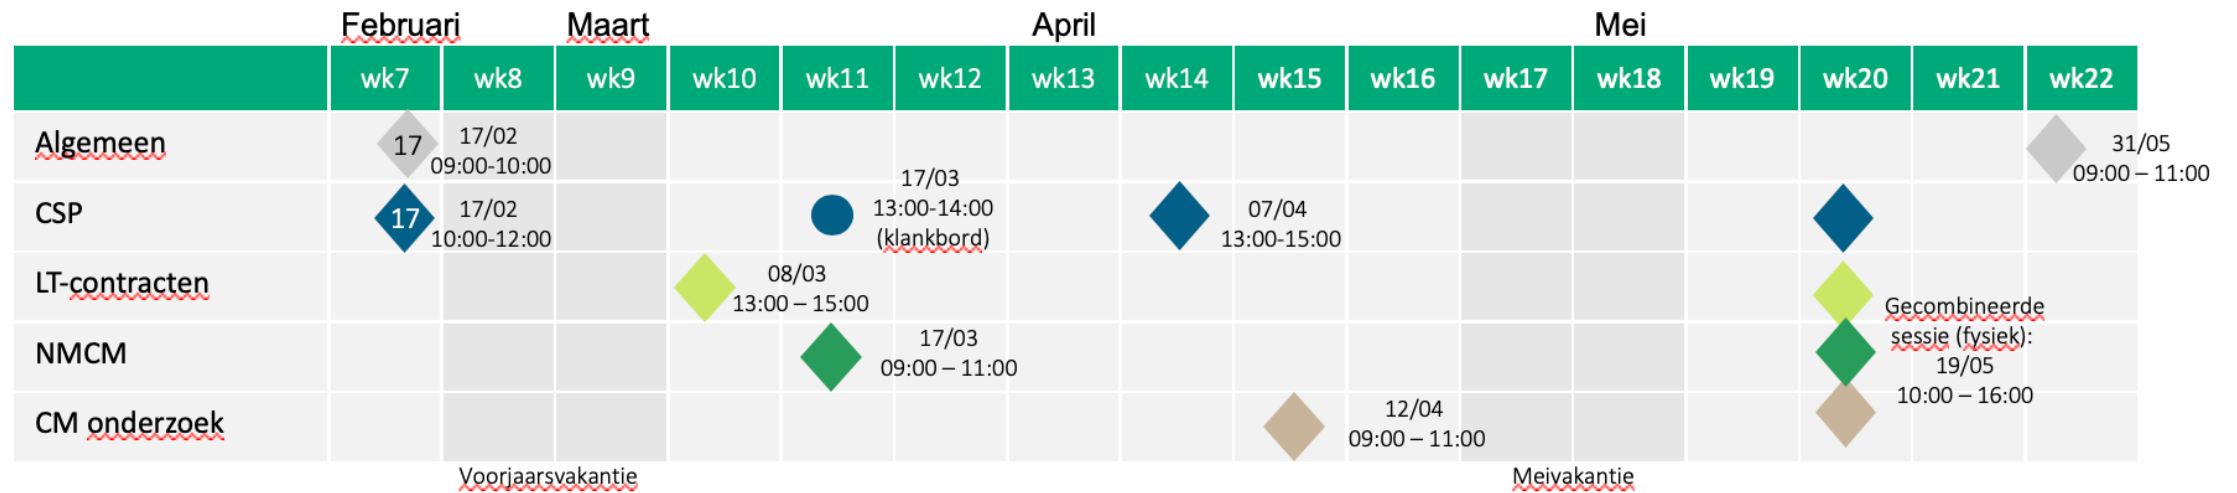 Februari Maart April Mei
wk7 wk8 wk9 wk10 wk11 wk12 wk13 wk14 wk15 wk16 wk17 wk18 wk19 wk20 wk21 wk22
Algemeen
17
17/02
09:00-10:00
31/05
09:00 – 11:00
CSP
17
17/02
10:00-12:00
17/03
13:00-14:00
(klankbord)
07/04
13:00-15:00
LT-contracten
08/03
13:00 – 15:00
Gecombineerde
sessie (fysiek):
19/05
10:00 – 16:00
NMCM
17/03
09:00 – 11:00
CM onderzoek
12/04
09:00 – 11:00
Voorjaarsvakantie
Meivakantie